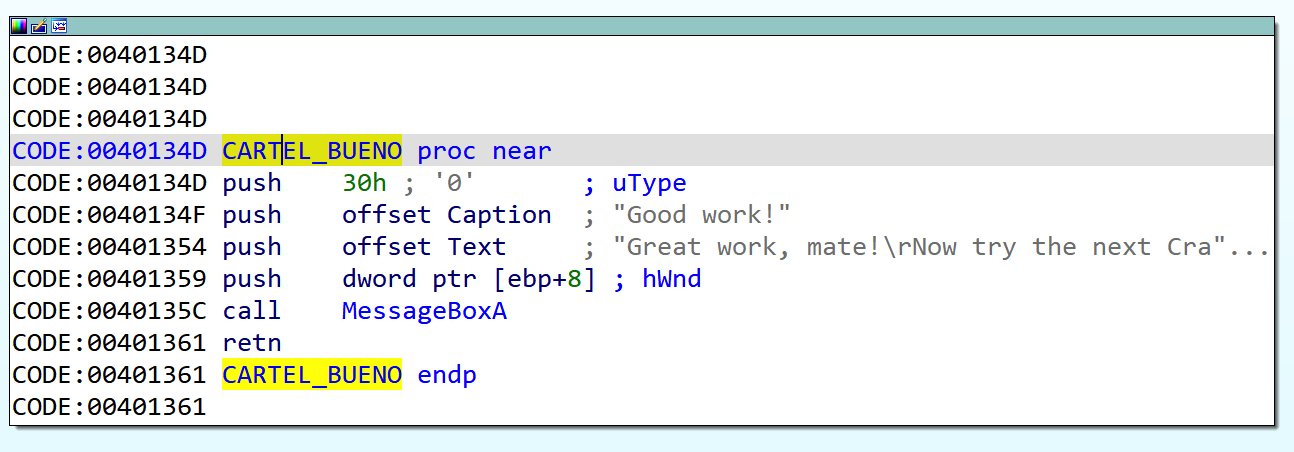 CODE:0040134D
CODE:0040134D
CODE:0040134D
CODE:0040134D CARTEL_BUENO proc near
CODE:0040134D push    30h ; '0'        ; uType
CODE:0040134F push    offset Caption  ; "Good work!"
CODE:00401354 push    offset Text     ; "Great work, mate!\rNow try the next Cra"...
CODE:00401359 push    dword ptr [ebp+8] ; hWnd
CODE:0040135C call    MessageBoxA
CODE:00401361 retn
CODE:00401361 CARTEL_BUENO endp
CODE:00401361